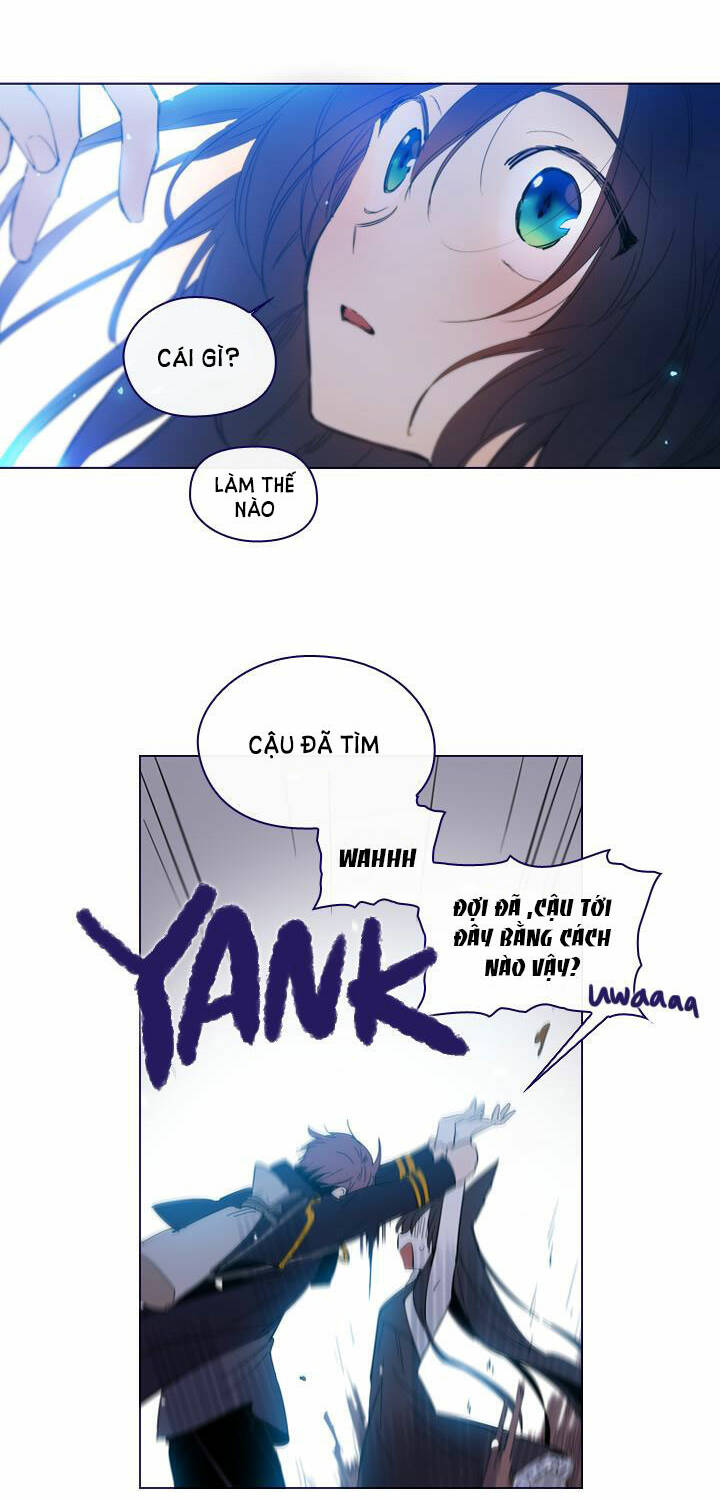 CÁI GÌ?
LÀM THẾ
NÀO
CẬU ĐÃ TÌM
WAHHH
ĐỢI ĐÃ ,CẬU TỚI
ĐÂY BẰNG CÁCH
NÀO VẬY?
uwaaaa
YANK